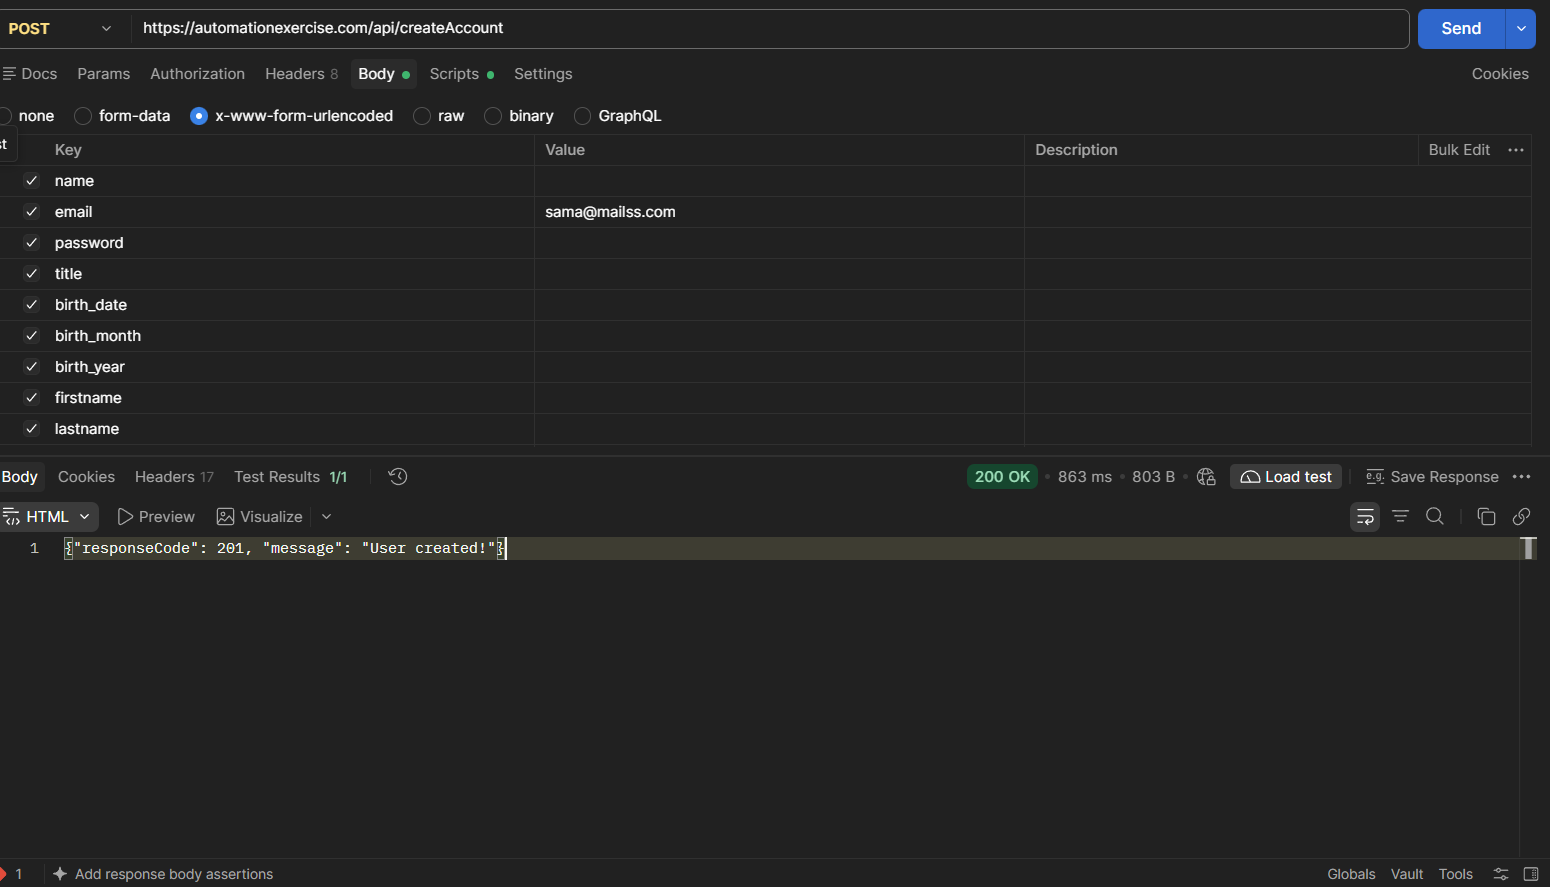 POST https://automationexercise.com/api/createAccount Send
Docs Params Authorization Headers 8 Body Scripts Settings Cookies
none form-data x-www-form-urlencoded raw binary GraphQL
st
Key Value Description Bulk Edit
name
email sama@mailss.com
password
title
birth_date
birth_month
birth_year
firstname
lastname
Body Cookies Headers 17 Test Results 1/1 200 OK 863 ms 803 B Load test e.g. Save Response
HTML Preview Visualize
1 {"responseCode": 201, "message": "User created!"}
1 Add response body assertions Globals Vault Tools